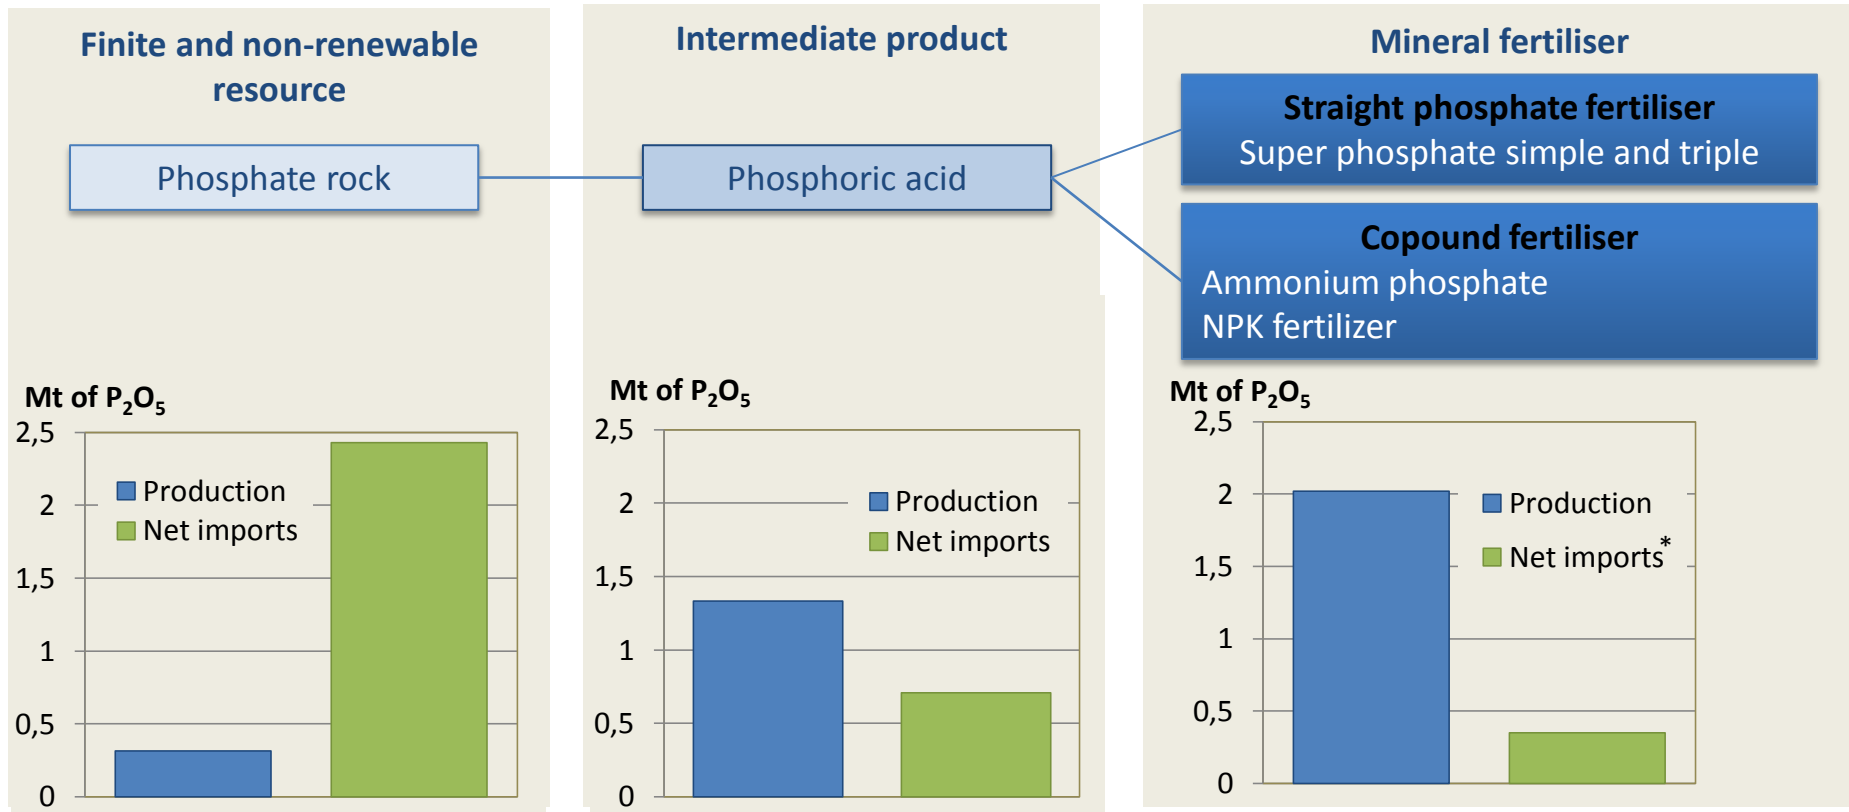 Finite and non-renewable
resource
Phosphate rock
Mt of P₂O₅
2,5
2
1,5
1
0,5
0
Production
Net imports
Intermediate product
Phosphoric acid
Mt of P₂O₅
2,5
2
1,5
1
0,5
0
Production
Net imports
Mineral fertiliser
Straight phosphate fertiliser
Super phosphate simple and triple
Copound fertiliser
Ammonium phosphate
NPK fertilizer
Mt of P₂O₅
2,5
2
1,5
1
0,5
0
Production
Net imports*